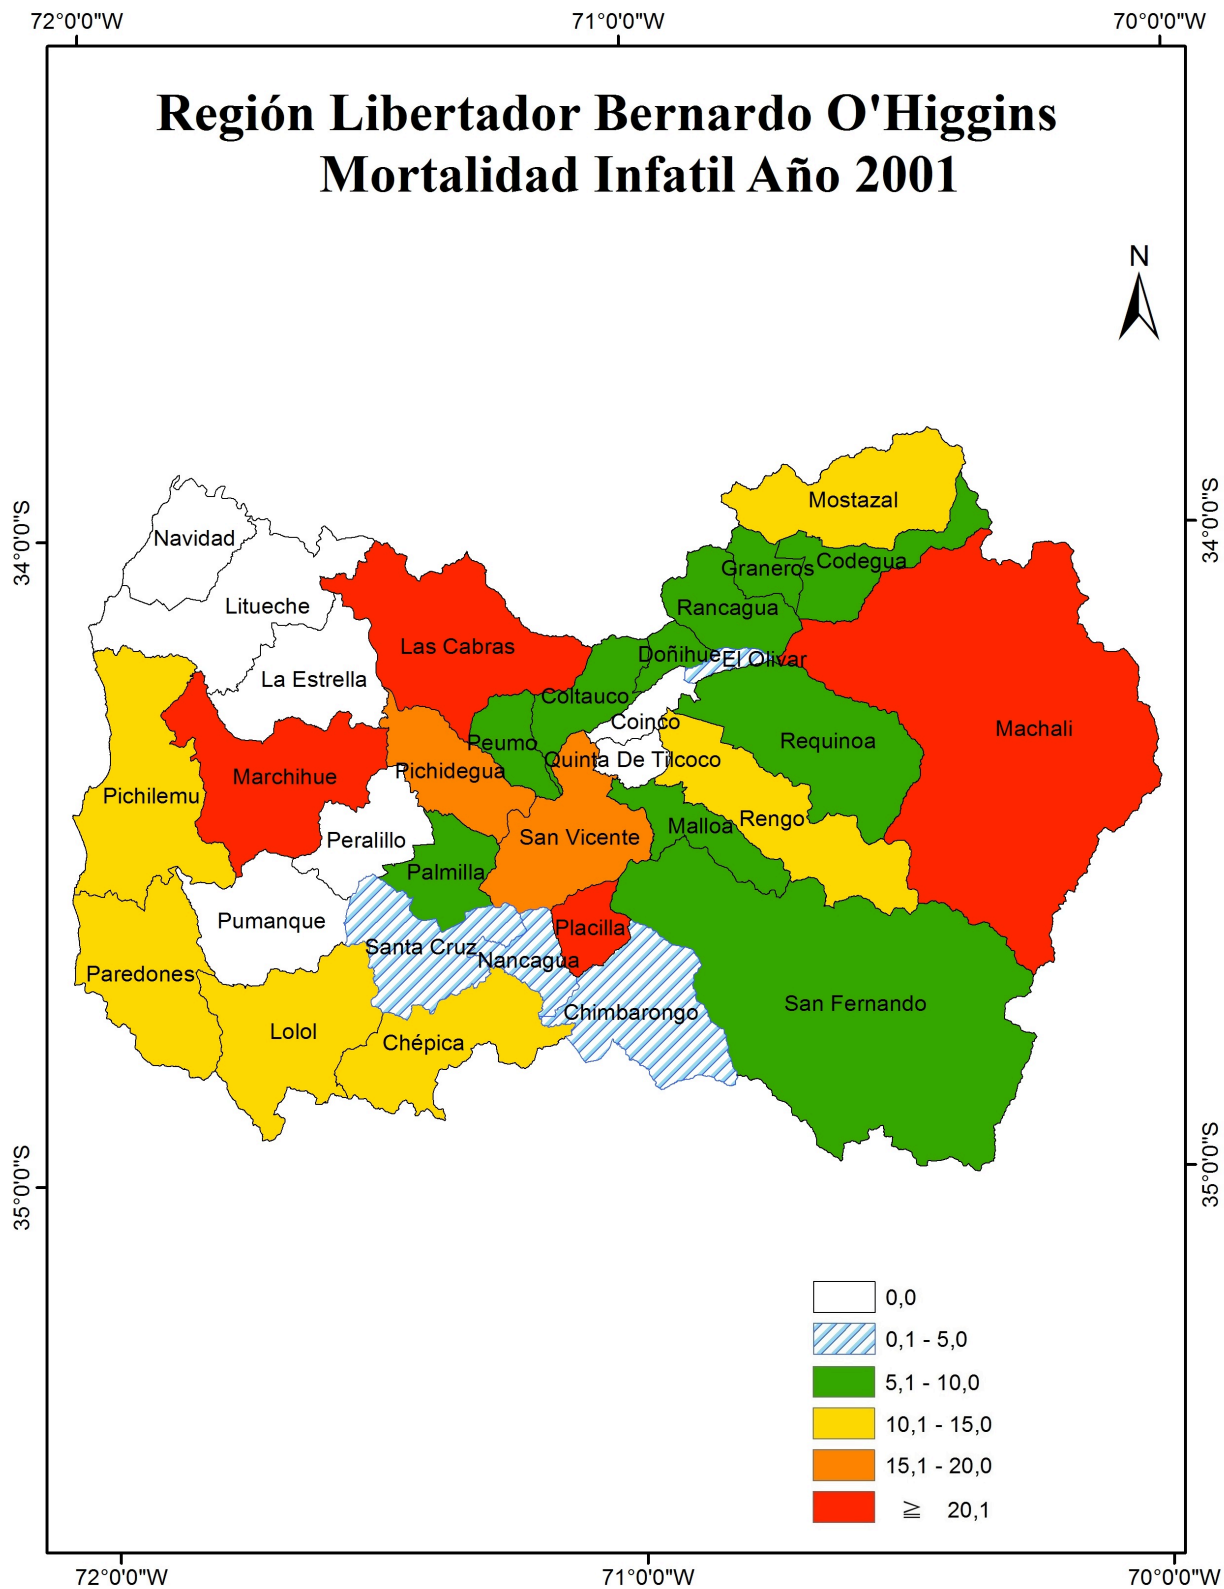 72°0'0"W
71°0'0"W
70°0'0"W
Región Libertador Bernardo O'Higgins
Mortalidad Infatil Año 2001
N
34°0'0"S
34°0'0"S
Mostazal
Navidad
Codegua
Graneros
Litueche
Rancagua
Las Cabras
Doñihue
El Olivar
La Estrella
Coltauco
Coinco
Machali
Requinoa
Peumo
Quinta De Tilcoco
Pichidegua
Marchihue
Pichilemu
Rengo
Malloa
San Vicente
Peralillo
Palmilla
Pumanque
Placilla
Santa Cruz
Nancagua
Paredones
San Fernando
Chimbarongo
Lolol
Chépica
35°0'0"S
35°0'0"S
0,0
0,1 - 5,0
5,1 - 10,0
10,1 - 15,0
15,1 - 20,0
≧ 20,1
72°0'0"W
71°0'0"W
70°0'0"W